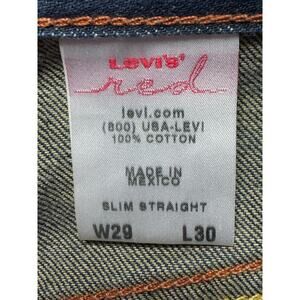 Levi's®
red
levi.com
(800) USA-LEVI
100% COTTON
MADE IN
MEXICO
SLIM STRAIGHT
W29 L30